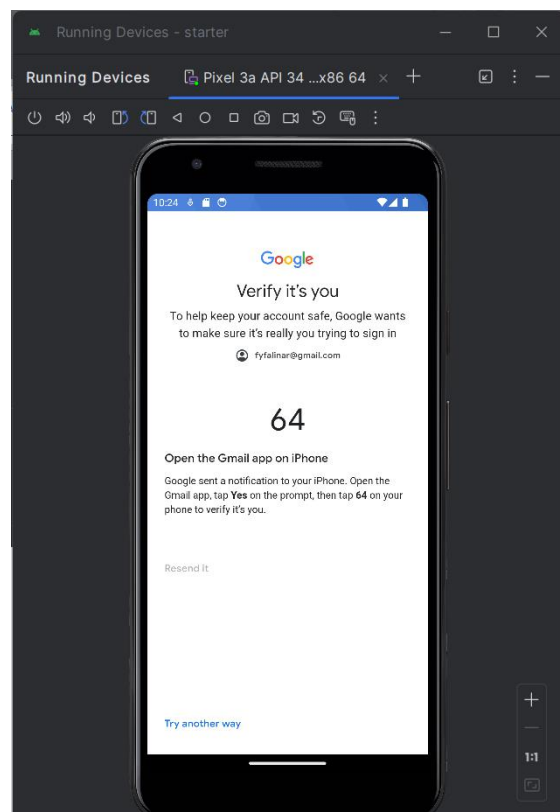 Running Devices - starter
Running Devices
Pixel 3a API 34 ...x86 64
10:24
Google
Verify it's you
To help keep your account safe, Google wants
to make sure it's really you trying to sign in
fyfalinar@gmail.com
64
Open the Gmail app on iPhone
Google sent a notification to your iPhone. Open the
Gmail app, tap Yes on the prompt, then tap 64 on your
phone to verify it's you.
Resend it
Try another way
1:1